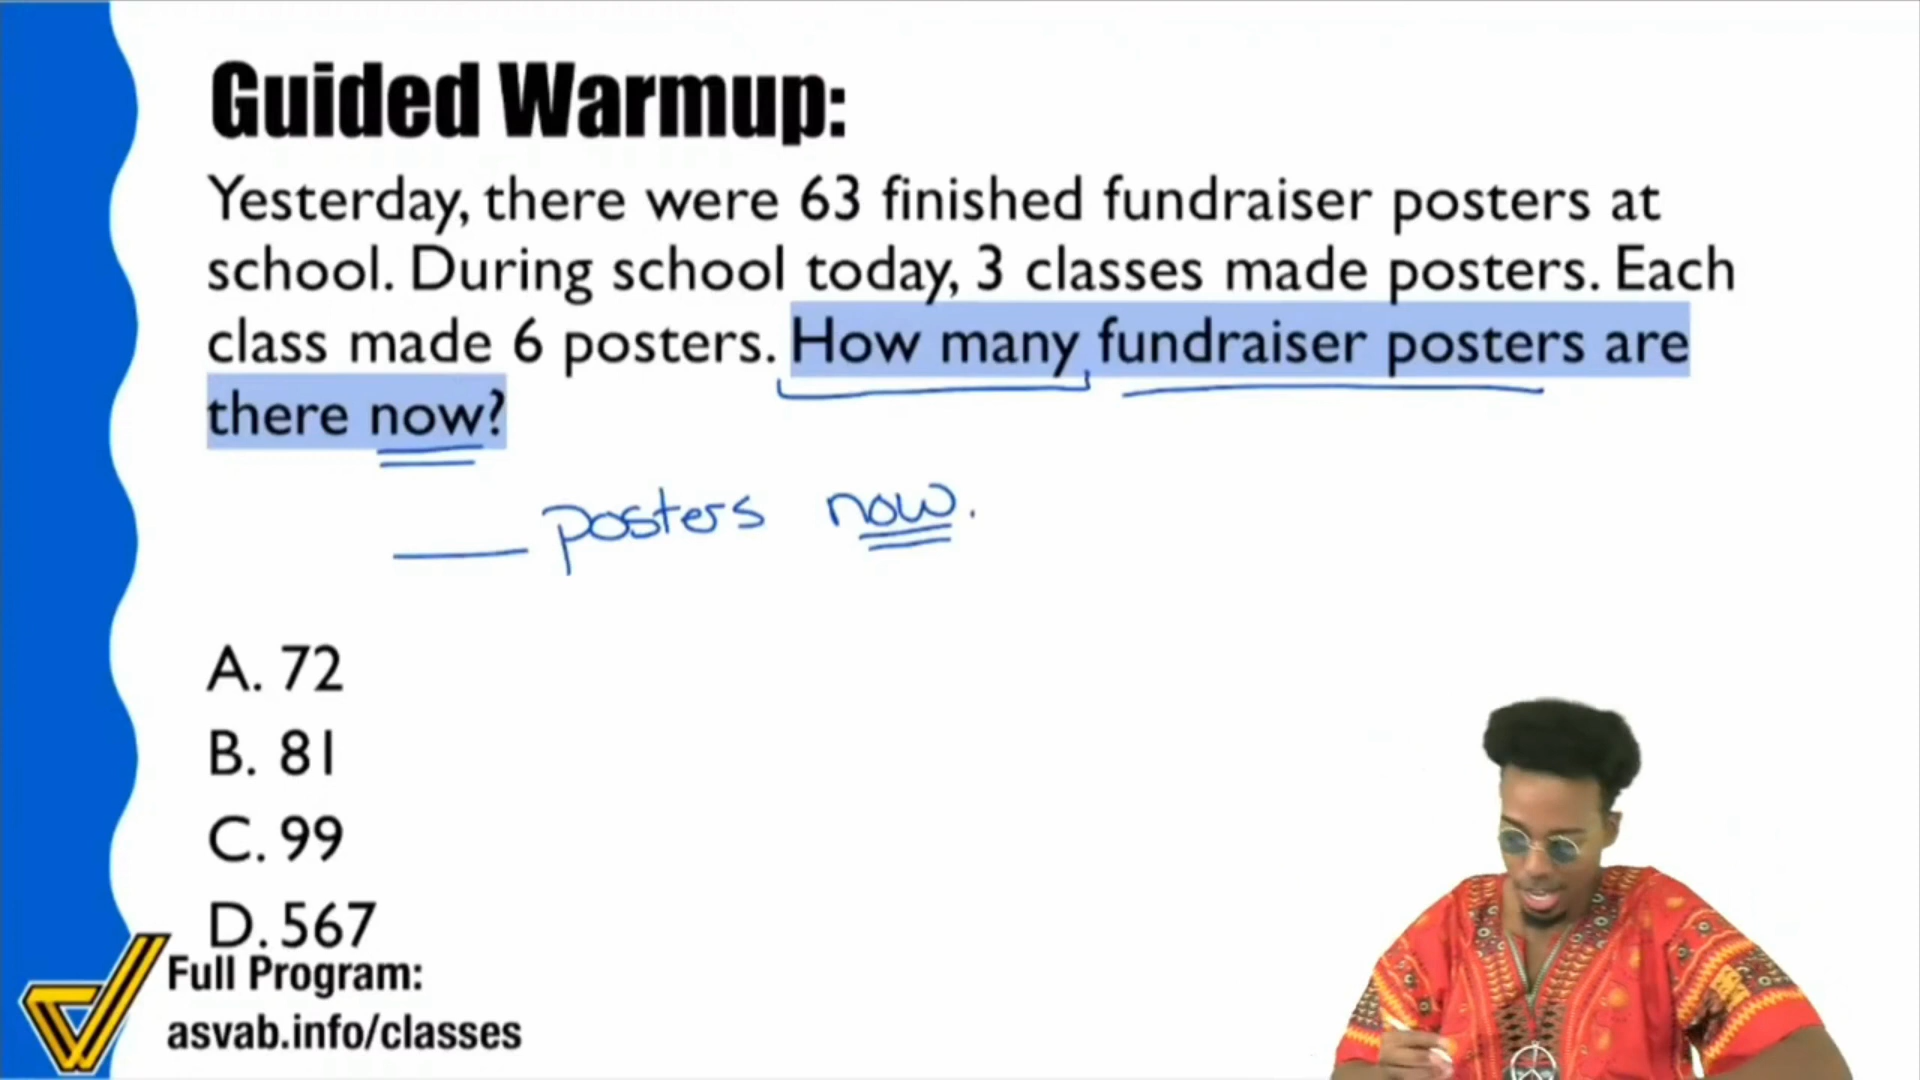 Guided Warmup:
Yesterday, there were 63 finished fundraiser posters at
school. During school today, 3 classes made posters. Each
class made 6 posters. How many fundraiser posters are
there now?
____ posters now.
A. 72
B. 81
C. 99
D. 567
Full Program:
asvab.info/classes